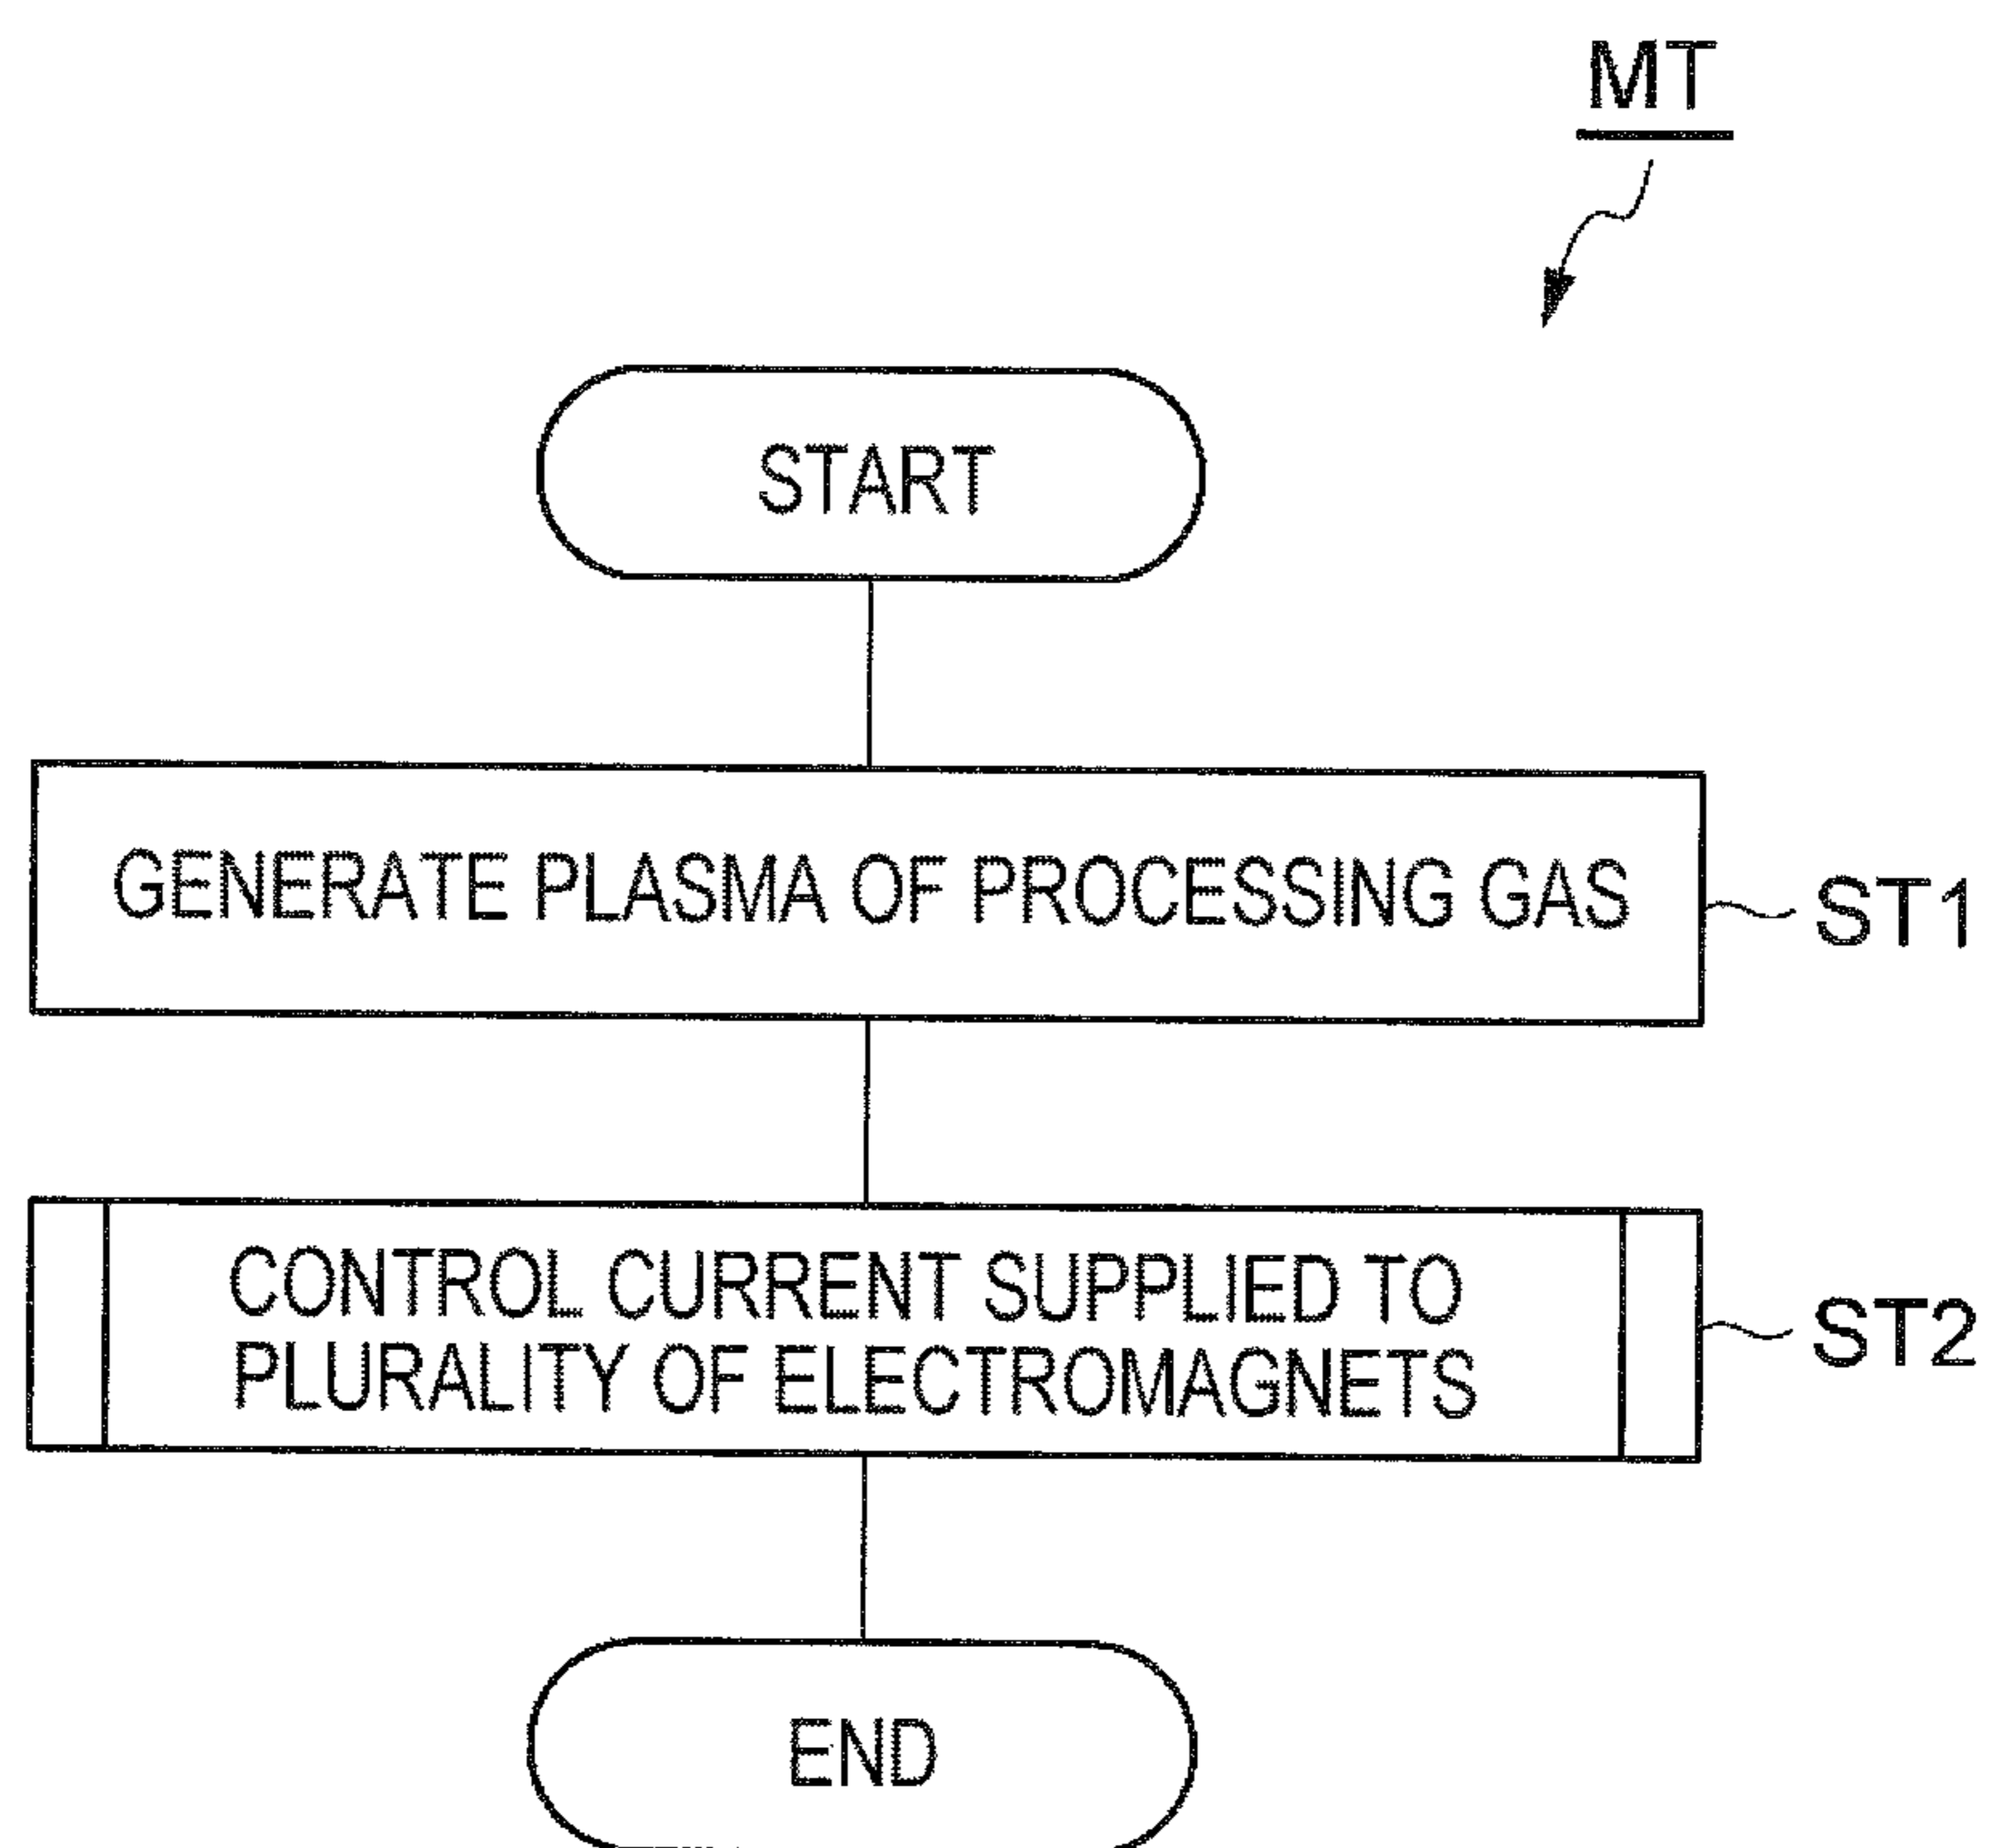 MT
START
GENERATE PLASMA OF PROCESSING GAS
ST1
CONTROL CURRENT SUPPLIED TO
PLURALITY OF ELECTROMAGNETS
ST2
END